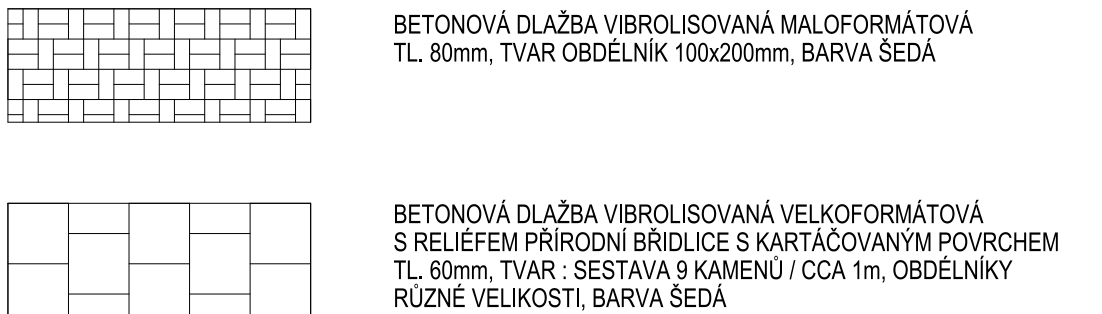 BETONOVÁ DLAŽBA VIBROLISOVANÁ MALOFORMÁTOVÁ
TL. 80mm, TVAR OBDÉLNÍK 100x200mm, BARVA ŠEDÁ
BETONOVÁ DLAŽBA VIBROLISOVANÁ VELKOFORMÁTOVÁ
S RELIÉFEM PŘÍRODNÍ BŘIDLICE S KARTÁČOVANÝM POVRCHEM
TL. 60mm, TVAR : SESTAVA 9 KAMENŮ / CCA 1m, OBDÉLNÍKY
RŮZNÉ VELIKOSTI, BARVA ŠEDÁ